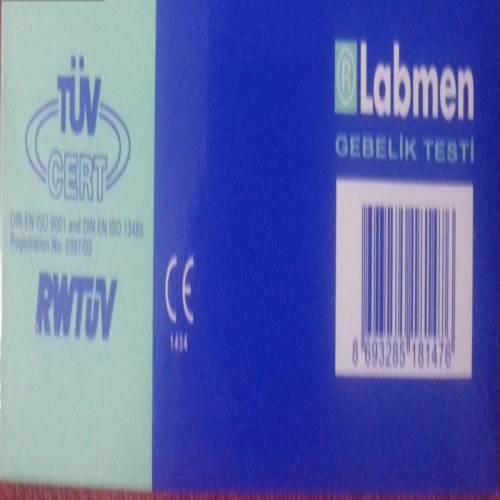 TÜV
CERT
DIN EN ISO 9001 and DIN EN ISO 13485
Registration No: 0397/03
RWTÜV
CE
1434
® Labmen
GEBELİK TESTİ
8 693285 181476